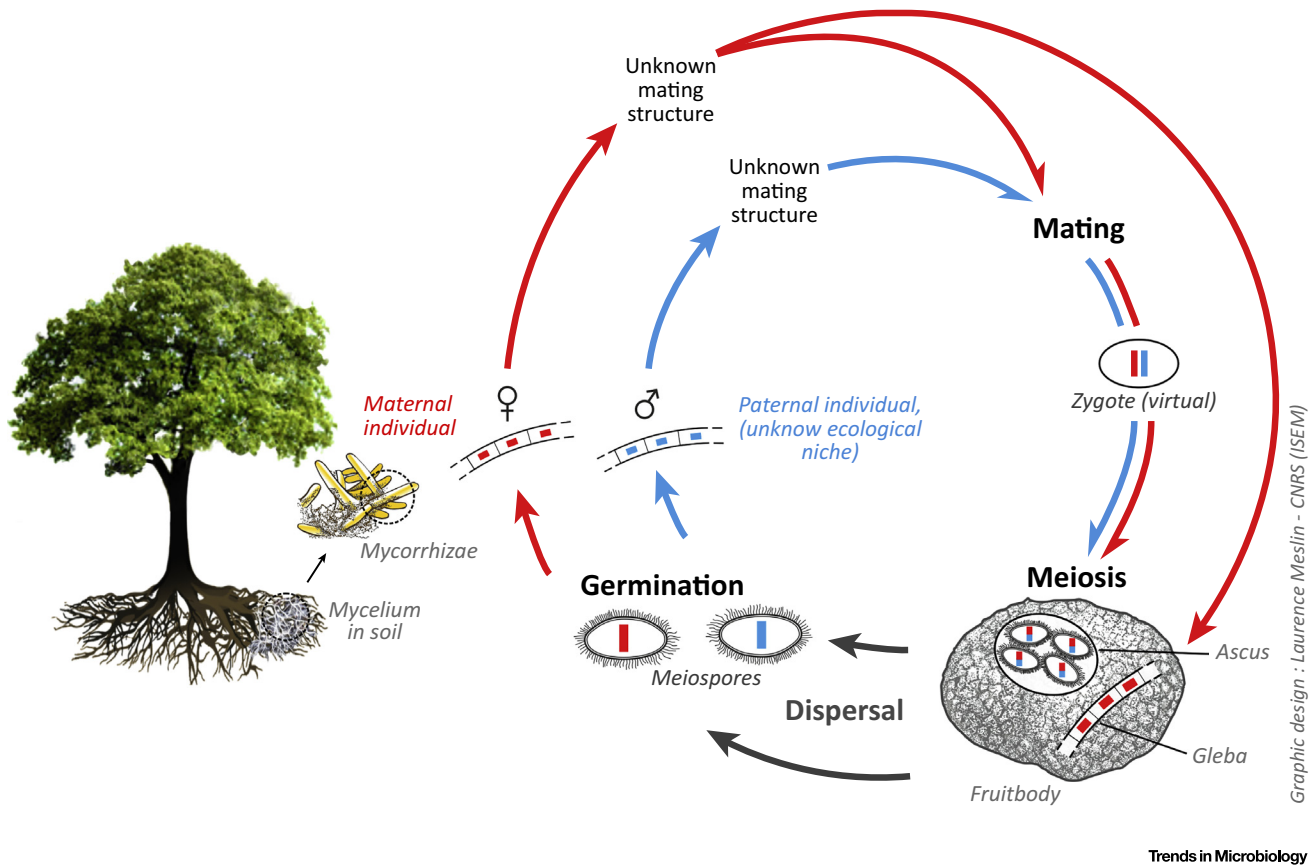 Unknown
mating
structure
Unknown
mating
structure
Mating
Maternal
individual
♀
♂
Paternal individual,
(unknow ecological
niche)
Zygote (virtual)
Mycorrhizae
Mycelium
in soil
Germination
Meiospores
Dispersal
Meiosis
Ascus
Gleba
Fruitbody
Graphic design : Laurence Meslin - CNRS (ISEM)
Trends in Microbiology